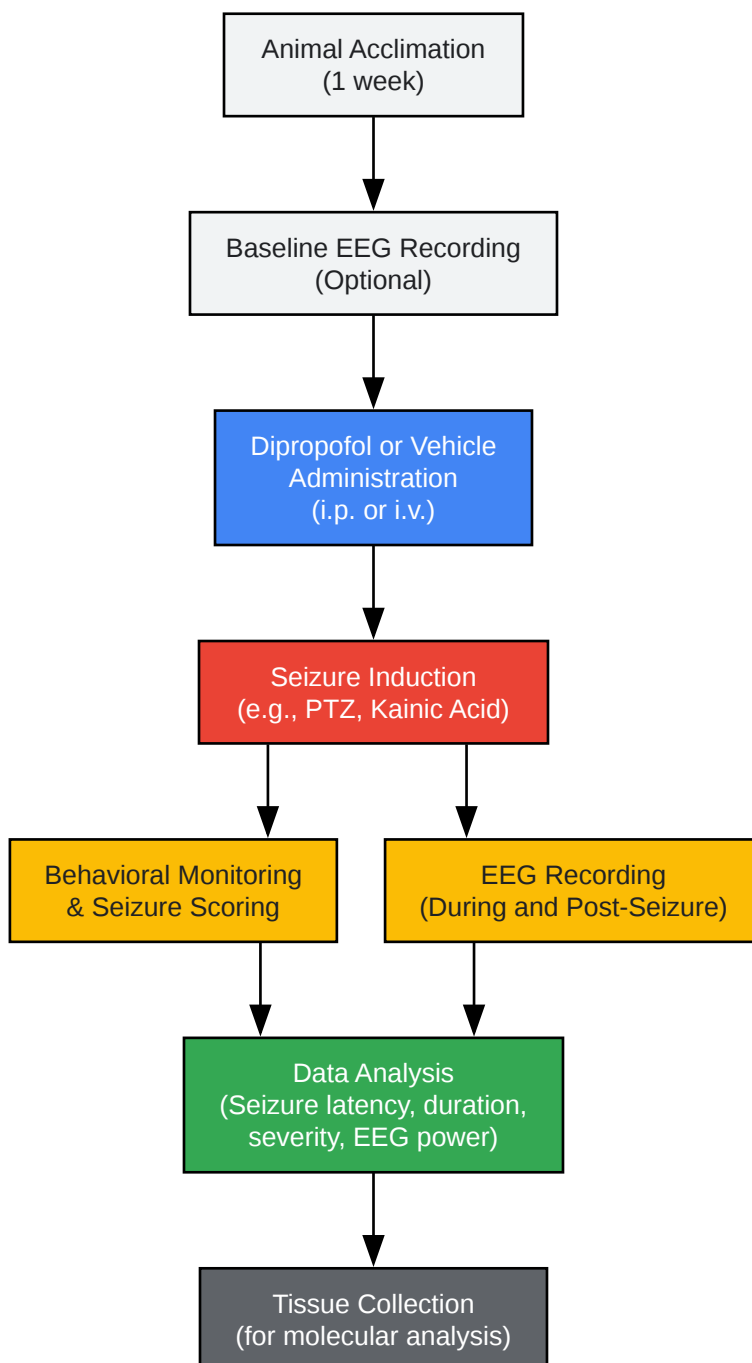 Animal Acclimation
(1 week)
Baseline EEG Recording
(Optional)
Dipropofol or Vehicle
Administration
(i.p. or i.v.)
Seizure Induction
(e.g., PTZ, Kainic Acid)
Behavioral Monitoring
& Seizure Scoring
EEG Recording
(During and Post-Seizure)
Data Analysis
(Seizure latency, duration,
severity, EEG power)
Tissue Collection
(for molecular analysis)